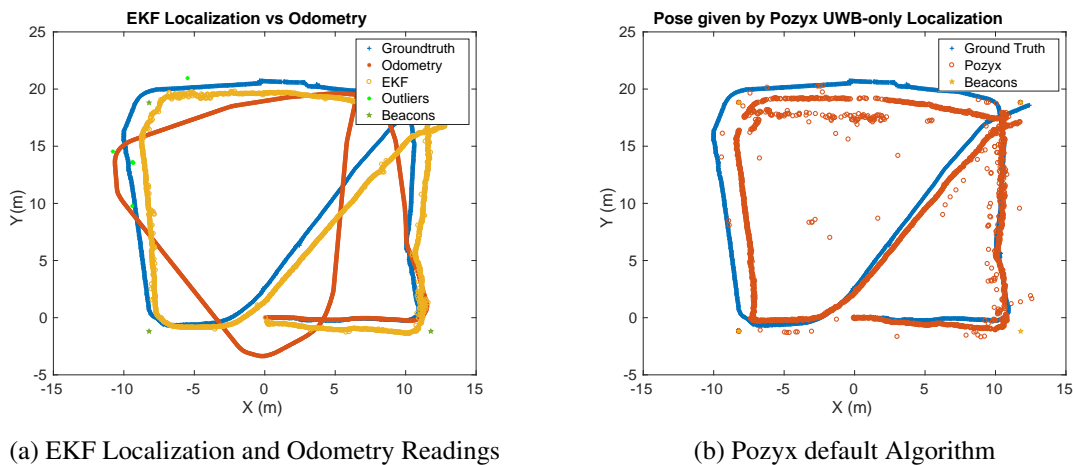 EKF Localization vs Odometry
25
20
15
10
5
0
-5
-15
-10
-5
0
5
10
15
Y (m)
X (m)
Groundtruth
Odometry
EKF
Outliers
Beacons
(a) EKF Localization and Odometry Readings
Pose given by Pozyx UWB-only Localization
25
20
15
10
5
0
-5
-15
-10
-5
0
5
10
15
Y (m)
X (m)
Ground Truth
Pozyx
Beacons
(b) Pozyx default Algorithm